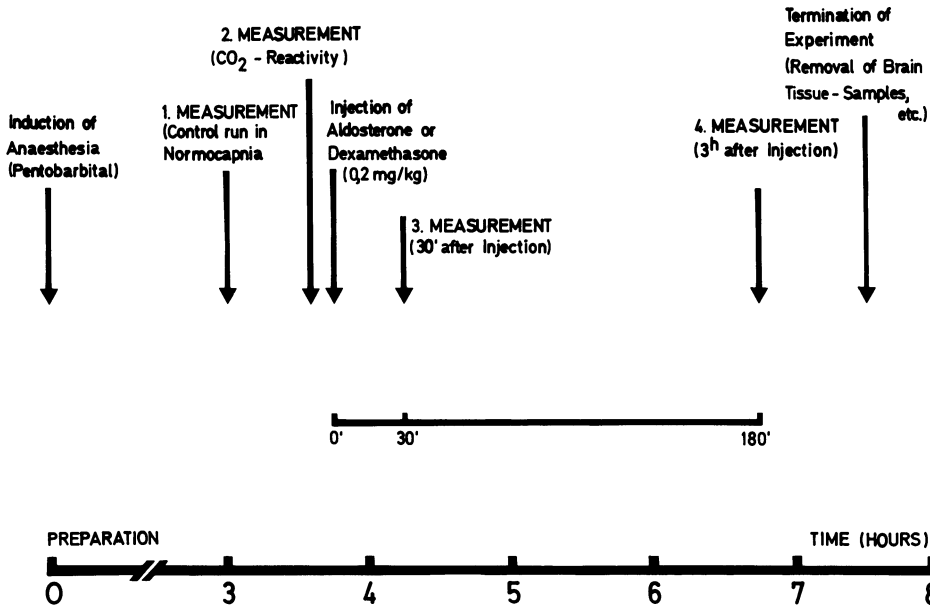 Induction of
Anaesthesia
(Pentobarbital)
1. MEASUREMENT
(Control run in
Normocapnia
2. MEASUREMENT
(CO2 - Reactivity)
Injection of
Aldosterone or
Dexamethasone
(0,2 mg/kg)
3. MEASUREMENT
(30' after Injection)
4. MEASUREMENT
(3h after Injection)
Termination of
Experiment
(Removal of Brain
Tissue - Samples,
etc.)
0' 30' 180'
PREPARATION TIME (HOURS)
0 3 4 5 6 7 8